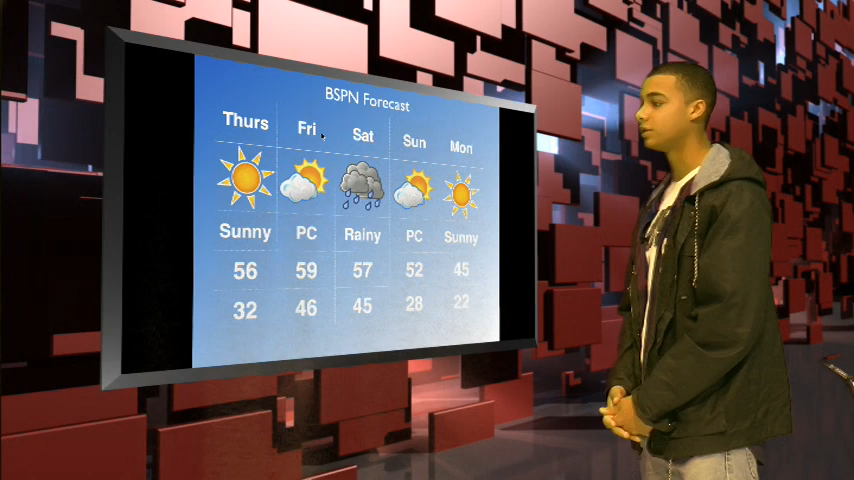 BSPN Forecast
Thurs Fri Sat Sun Mon
Sunny PC Rainy PC Sunny
56 59 57 52 45
32 46 45 28 22